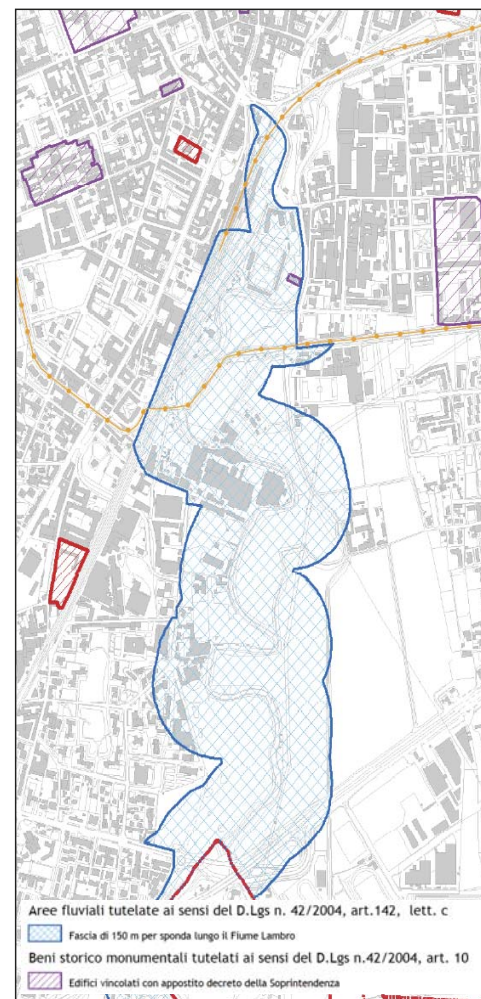 Aree fluviali tutelate ai sensi del D.Lgs n. 42/2004, art.142, lett. c
Fascia di 150 m per sponda lungo il Fiume Lambro
Beni storico monumentali tutelati ai sensi del D.Lgs n.42/2004, art. 10
Edifici vincolati con apposito decreto della Soprintendenza